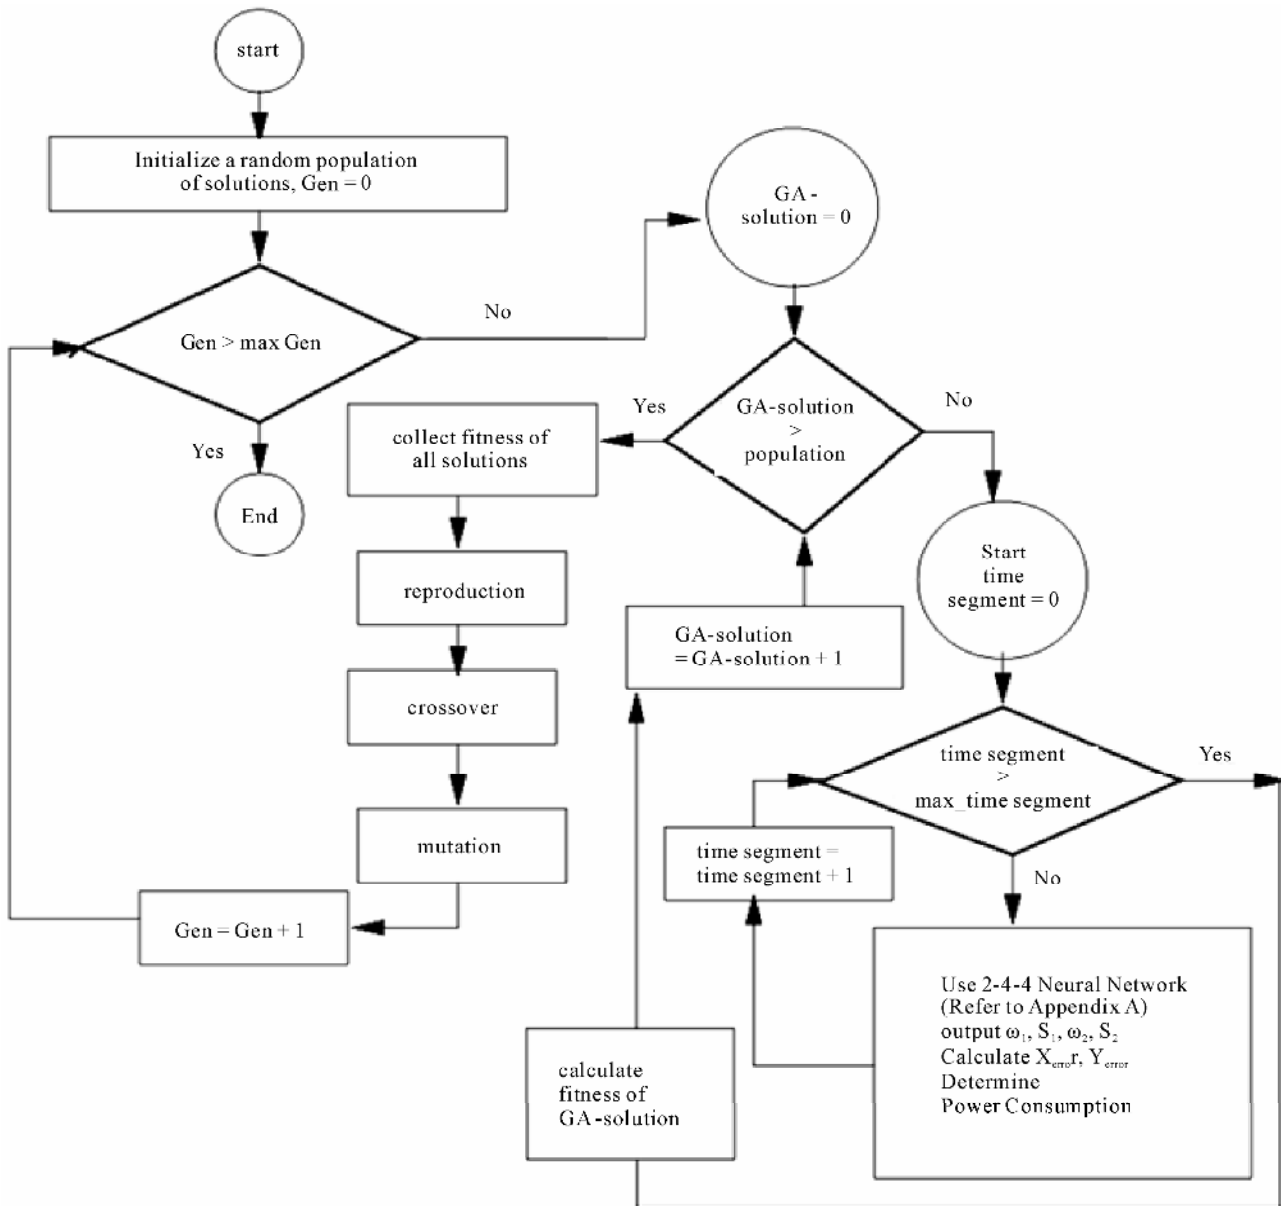 start
Initialize a random population
of solutions, Gen = 0
Gen > max Gen
No
Yes
End
GA -
solution = 0
GA-solution
>
population
Yes
No
collect fitness of
all solutions
reproduction
crossover
mutation
Gen = Gen + 1
GA-solution
= GA-solution + 1
Start
time
segment = 0
time segment
>
max_time segment
Yes
No
time segment =
time segment + 1
Use 2-4-4 Neural Network
(Refer to Appendix A)
output ω₁, S₁, ω₂, S₂
Calculate X_erro r, Y_error
Determine
Power Consumption
calculate
fitness of
GA-solution